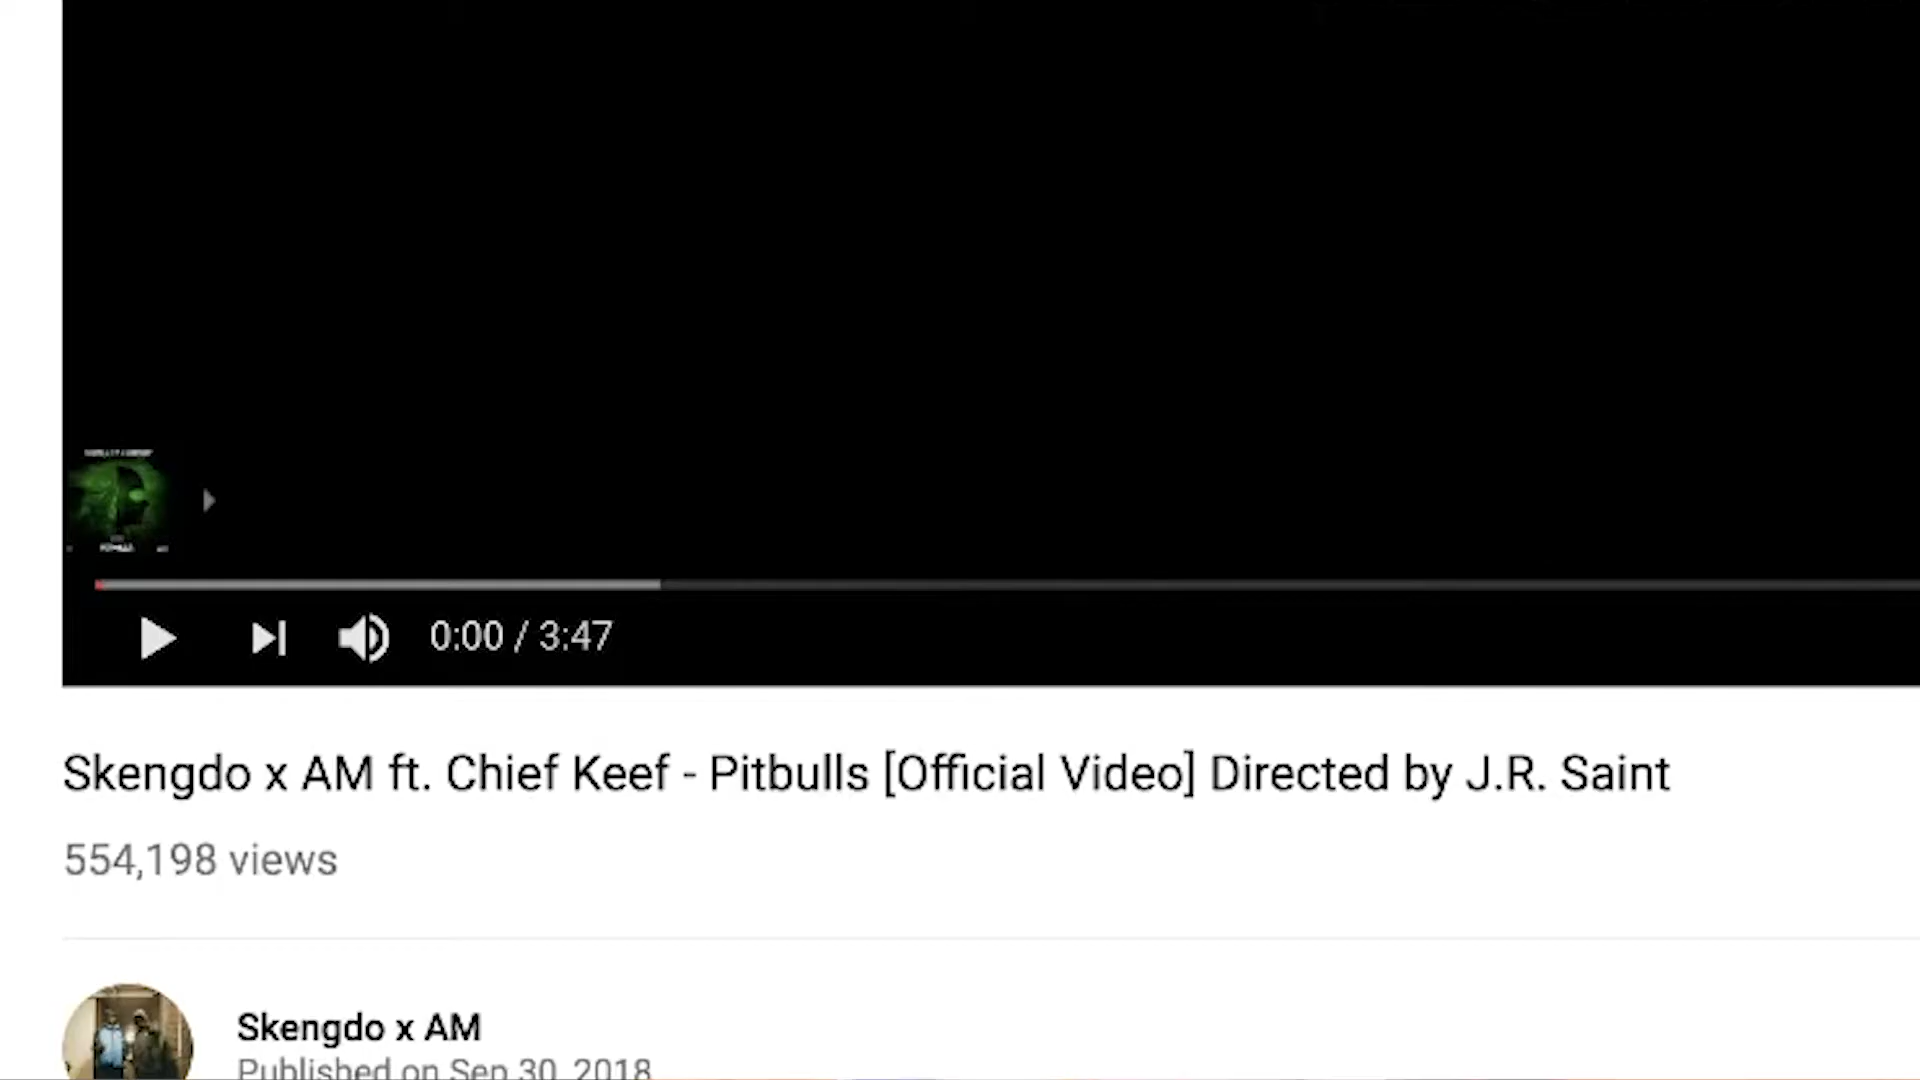 0:00 / 3:47
Skengdo x AM ft. Chief Keef - Pitbulls [Official Video] Directed by J.R. Saint
554,198 views
Skengdo x AM
Published on Sep 30, 2018